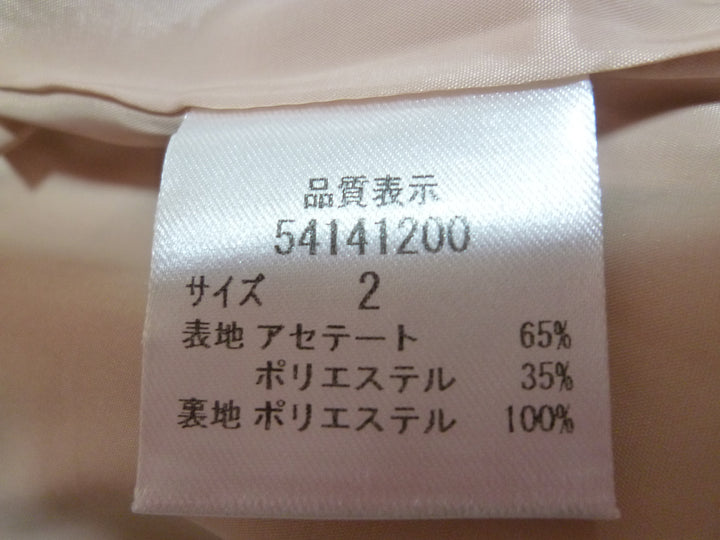 品質表示
54141200
サイズ 2
表地 アセテート 65%
ポリエステル 35%
裏地 ポリエステル 100%